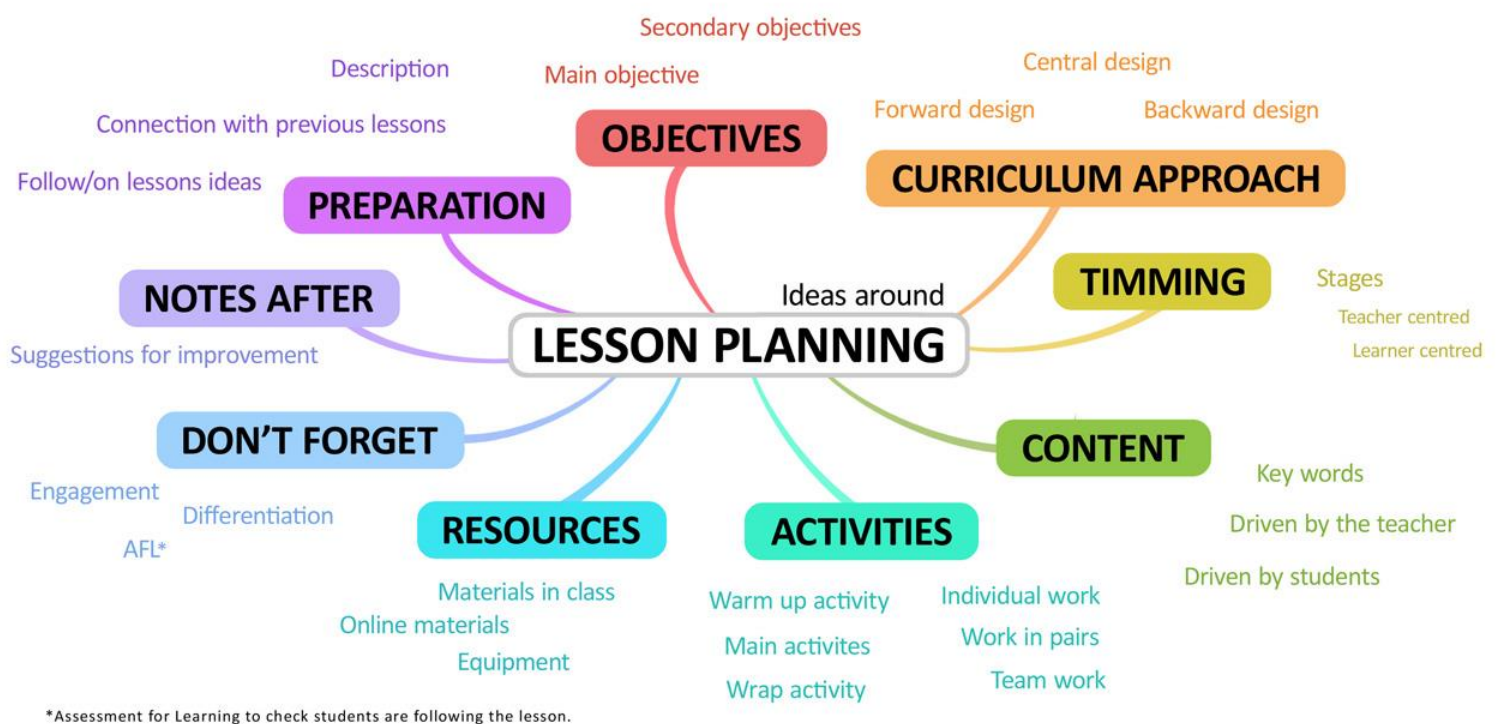 Ideas around
LESSON PLANNING
OBJECTIVES
Main objective
Secondary objectives
CURRICULUM APPROACH
Forward design
Central design
Backward design
TIMMING
Stages
Teacher centred
Learner centred
CONTENT
Key words
Driven by the teacher
Driven by students
ACTIVITIES
Warm up activity
Main activites
Wrap activity
Individual work
Work in pairs
Team work
RESOURCES
Materials in class
Online materials
Equipment
DON'T FORGET
Engagement
Differentiation
AFL*
NOTES AFTER
Suggestions for improvement
PREPARATION
Description
Connection with previous lessons
Follow/on lessons ideas
*Assessment for Learning to check students are following the lesson.